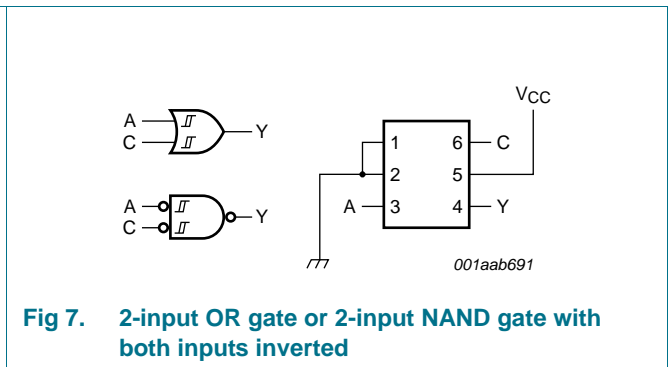 A
C
Y
A
C
Y
VCC
1
2
A 3
6 C
5
4 Y
001aab691
Fig 7. 2-input OR gate or 2-input NAND gate with
both inputs inverted